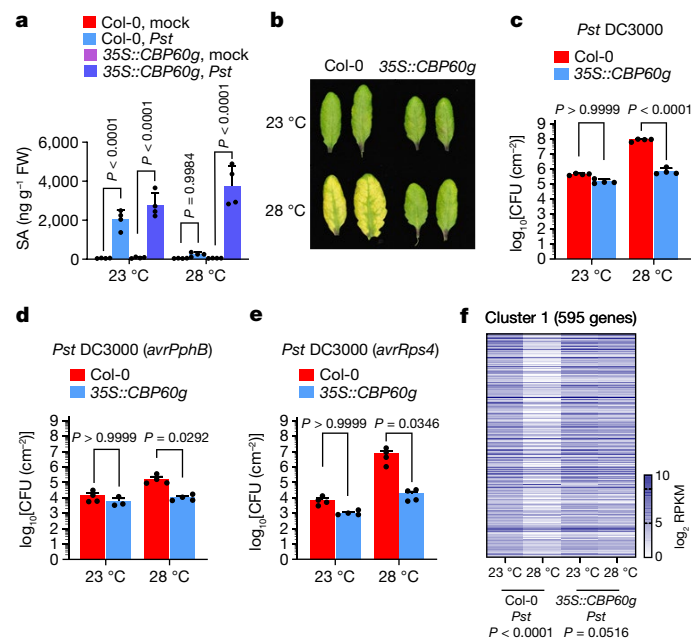 a
Col-0, mock
Col-0, Pst
35S::CBP60g, mock
35S::CBP60g, Pst
SA (ng g⁻¹ FW)
6,000
4,000
2,000
0
P < 0.0001
P < 0.0001
P = 0.9984
P < 0.0001
23 °C
28 °C
b
Col-0 35S::CBP60g
23 °C
28 °C
c
Pst DC3000
Col-0
35S::CBP60g
P > 0.9999 P < 0.0001
log₁₀[CFU (cm⁻²)]
9
8
7
6
5
4
3
2
1
0
23 °C 28 °C
d
Pst DC3000 (avrPphB)
Col-0
35S::CBP60g
P > 0.9999 P = 0.0292
log₁₀[CFU (cm⁻²)]
9
8
7
6
5
4
3
2
1
0
23 °C 28 °C
e
Pst DC3000 (avrRps4)
Col-0
35S::CBP60g
P > 0.9999 P = 0.0346
log₁₀[CFU (cm⁻²)]
9
8
7
6
5
4
3
2
1
0
23 °C 28 °C
f
Cluster 1 (595 genes)
10
5
0
log₂ RPKM
23 °C 28 °C 23 °C 28 °C
Col-0 35S::CBP60g
Pst Pst
P < 0.0001 P = 0.0516